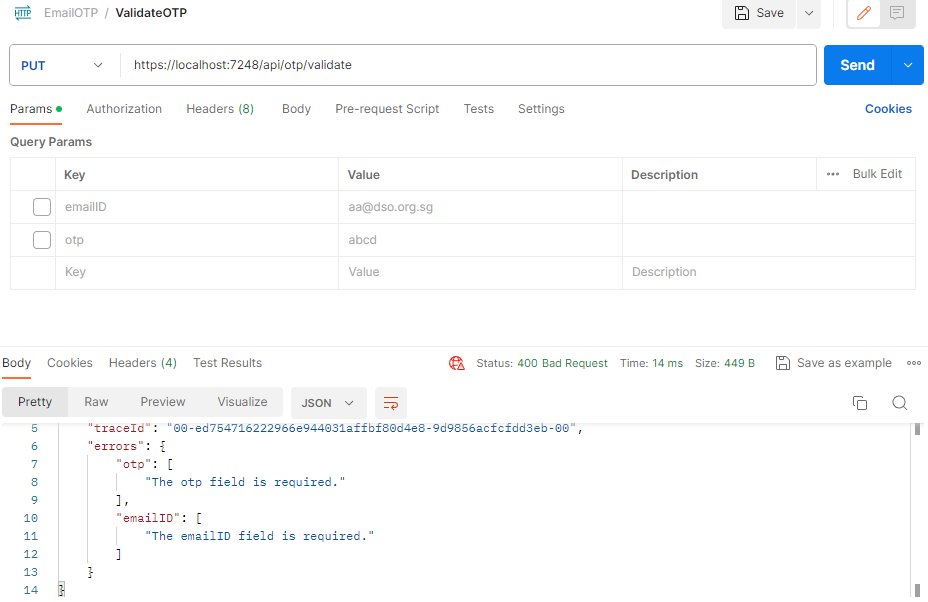 HTTP EmailOTP / ValidateOTP Save
PUT https://localhost:7248/api/otp/validate Send
Params Authorization Headers (8) Body Pre-request Script Tests Settings Cookies
Query Params
Key Value Description ••• Bulk Edit
emailID aa@dso.org.sg
otp abcd
Key Value Description
Body Cookies Headers (4) Test Results Status: 400 Bad Request Time: 14 ms Size: 449 B Save as example
Pretty Raw Preview Visualize JSON
5 "traceId": "00-ed754716222966e944031affbf80d4e8-9d9856acfcfdd3eb-00",
6 "errors": {
7 "otp": [
8 "The otp field is required."
9 ],
10 "emailID": [
11 "The emailID field is required."
12 ]
13 }
14 }